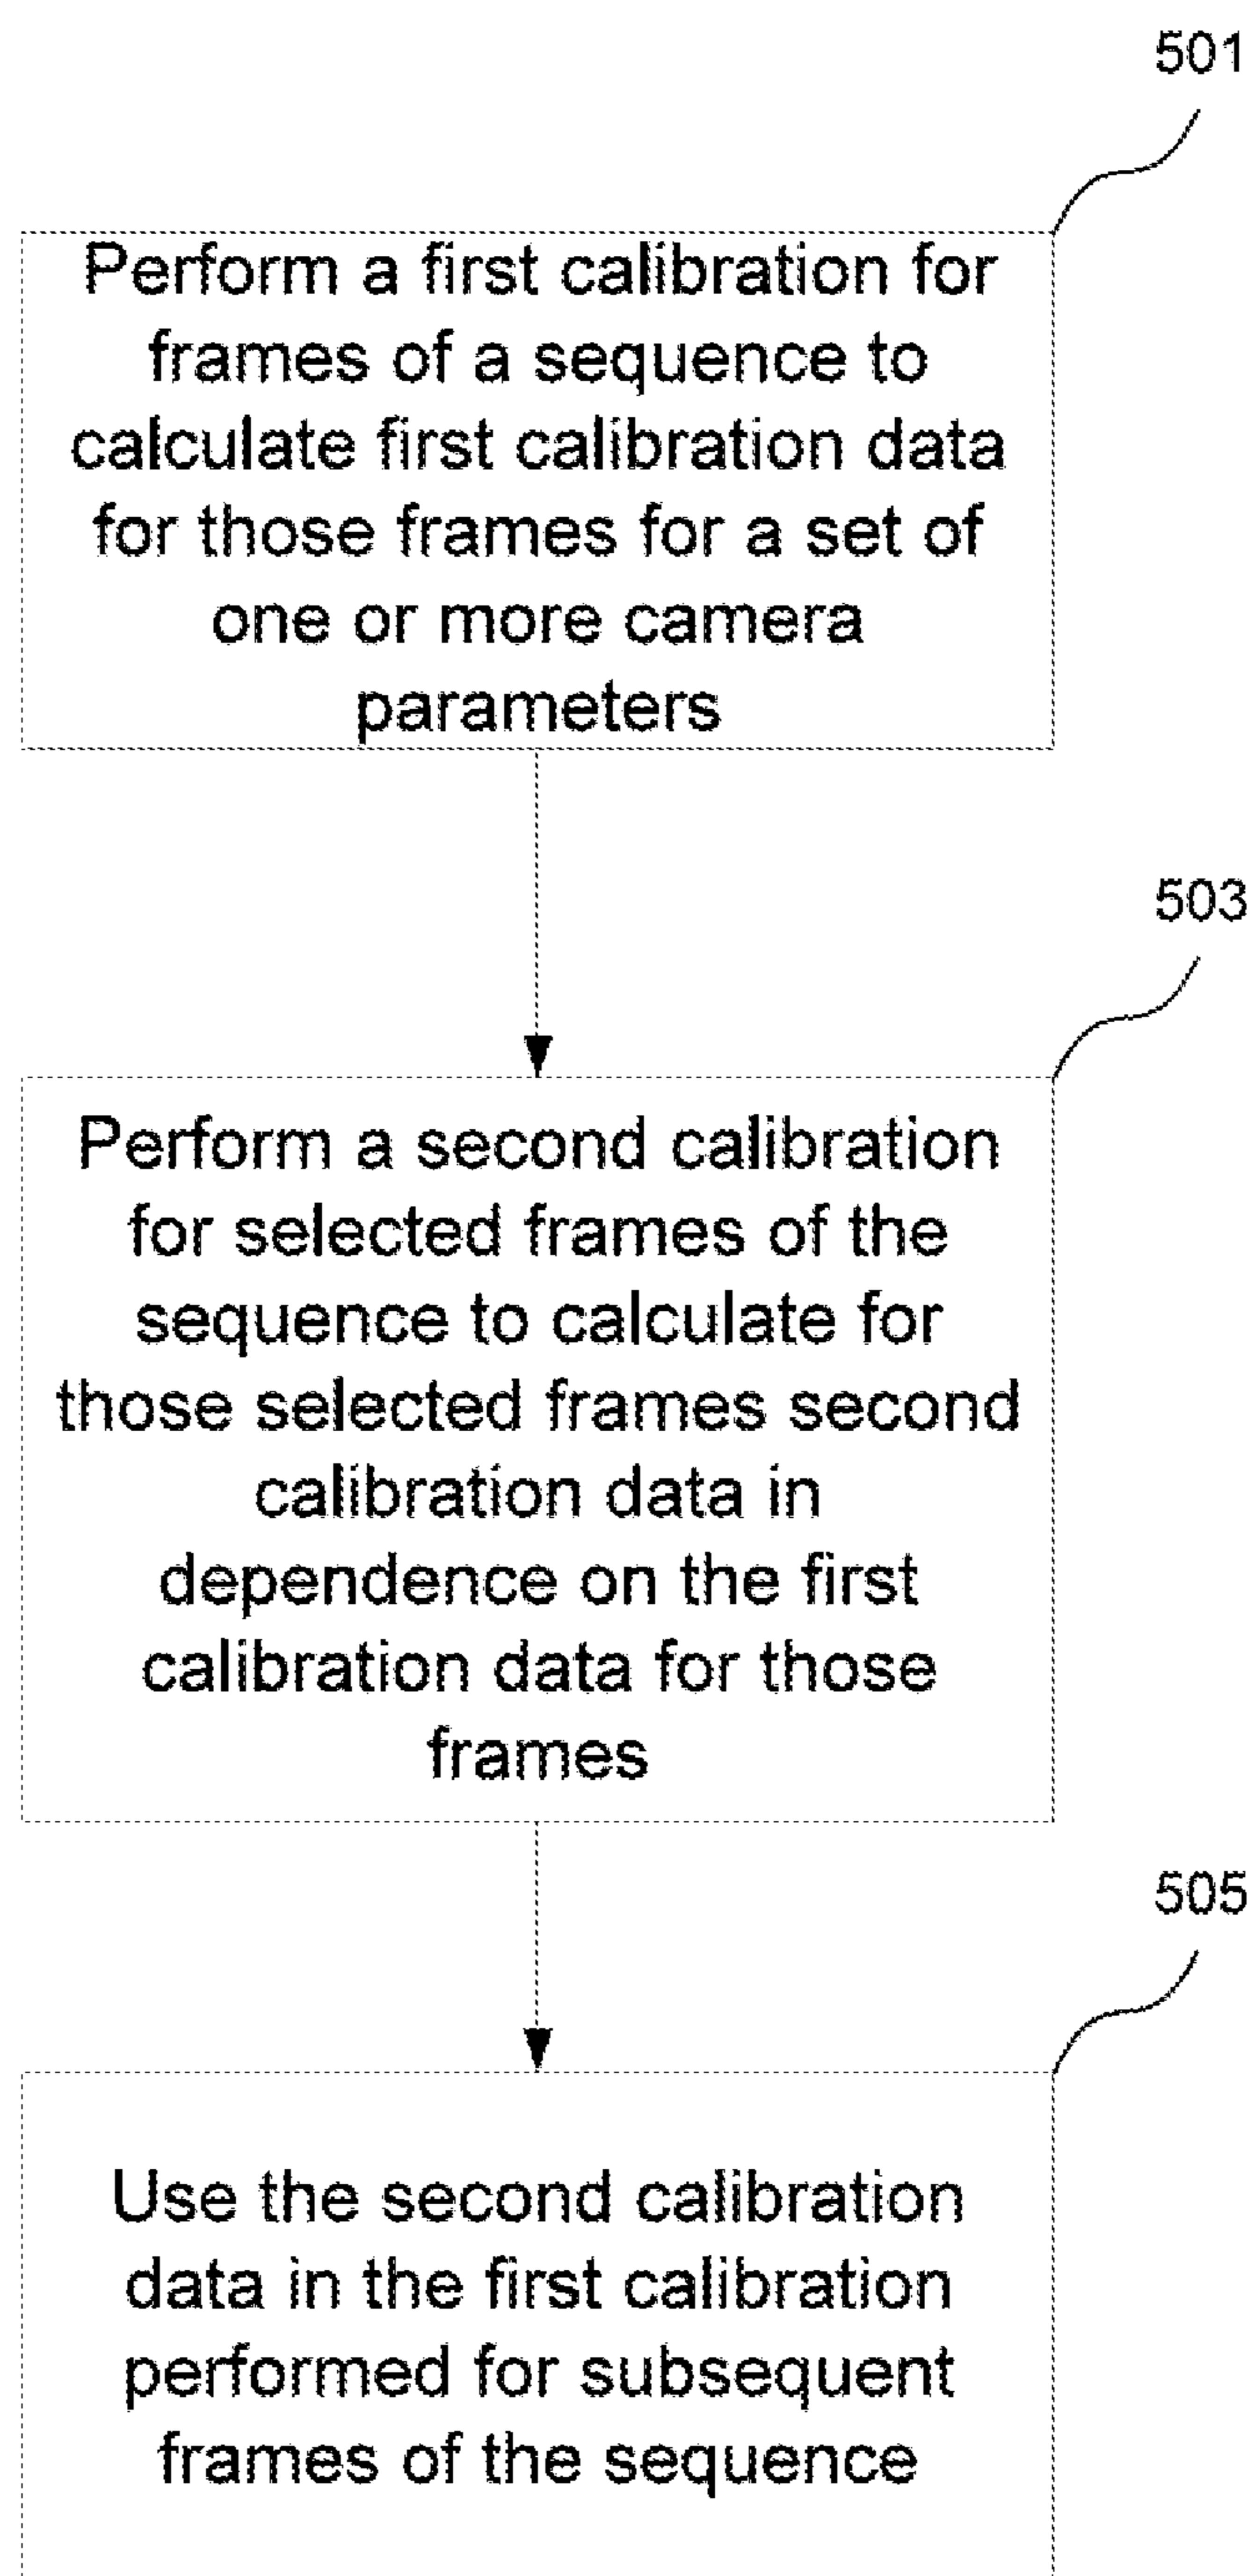 501
Perform a first calibration for
frames of a sequence to
calculate first calibration data
for those frames for a set of
one or more camera
parameters
503
Perform a second calibration
for selected frames of the
sequence to calculate for
those selected frames second
calibration data in
dependence on the first
calibration data for those
frames
505
Use the second calibration
data in the first calibration
performed for subsequent
frames of the sequence